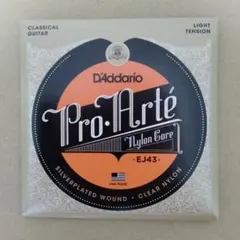 CLASSICAL
GUITAR
LIGHT
TENSION
D'Addario
Pro·Arté
Nylon Core
·EJ43·
SILVERPLATED WOUND · CLEAR NYLON